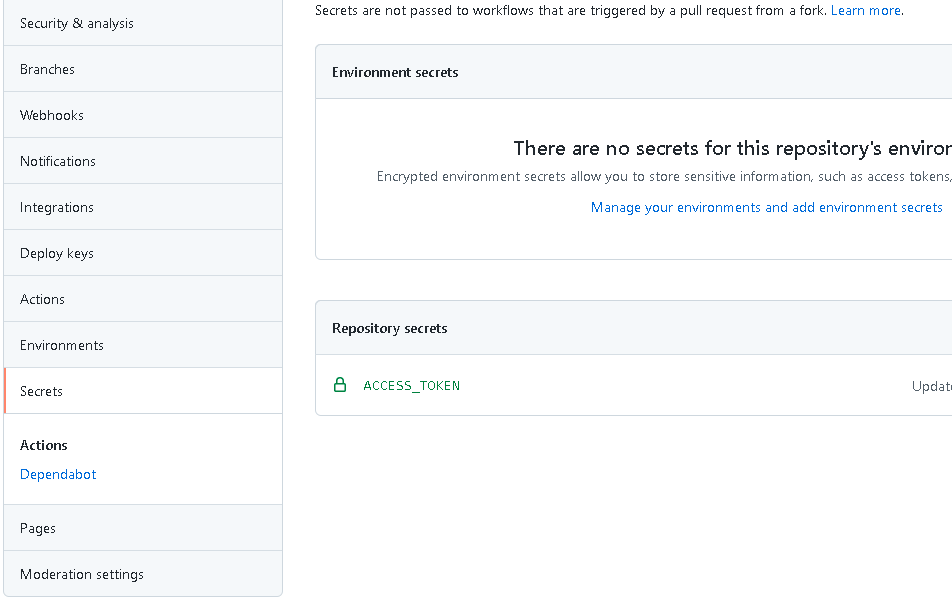 Security & analysis
Branches
Webhooks
Notifications
Integrations
Deploy keys
Actions
Environments
Secrets
Actions
Dependabot
Pages
Moderation settings
Secrets are not passed to workflows that are triggered by a pull request from a fork. Learn more.
Environment secrets
There are no secrets for this repository's environ
Encrypted environment secrets allow you to store sensitive information, such as access tokens,
Manage your environments and add environment secrets
Repository secrets
ACCESS_TOKEN
Update